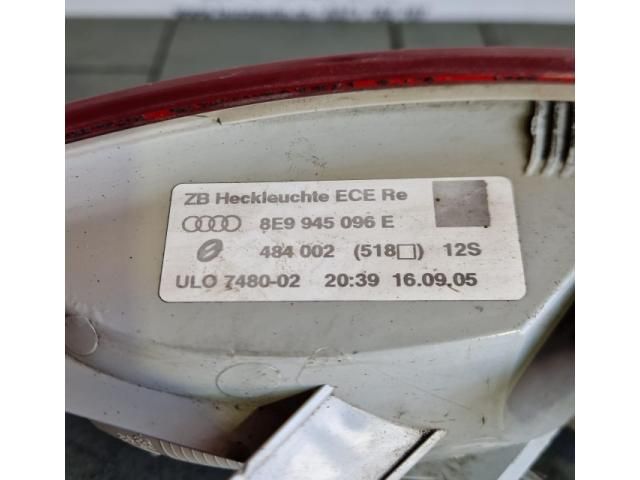 ZB Heckleuchte ECE Re
8E9 945 096 E
484 002 (518□) 12S
ULO 7480-02 20:39 16.09.05